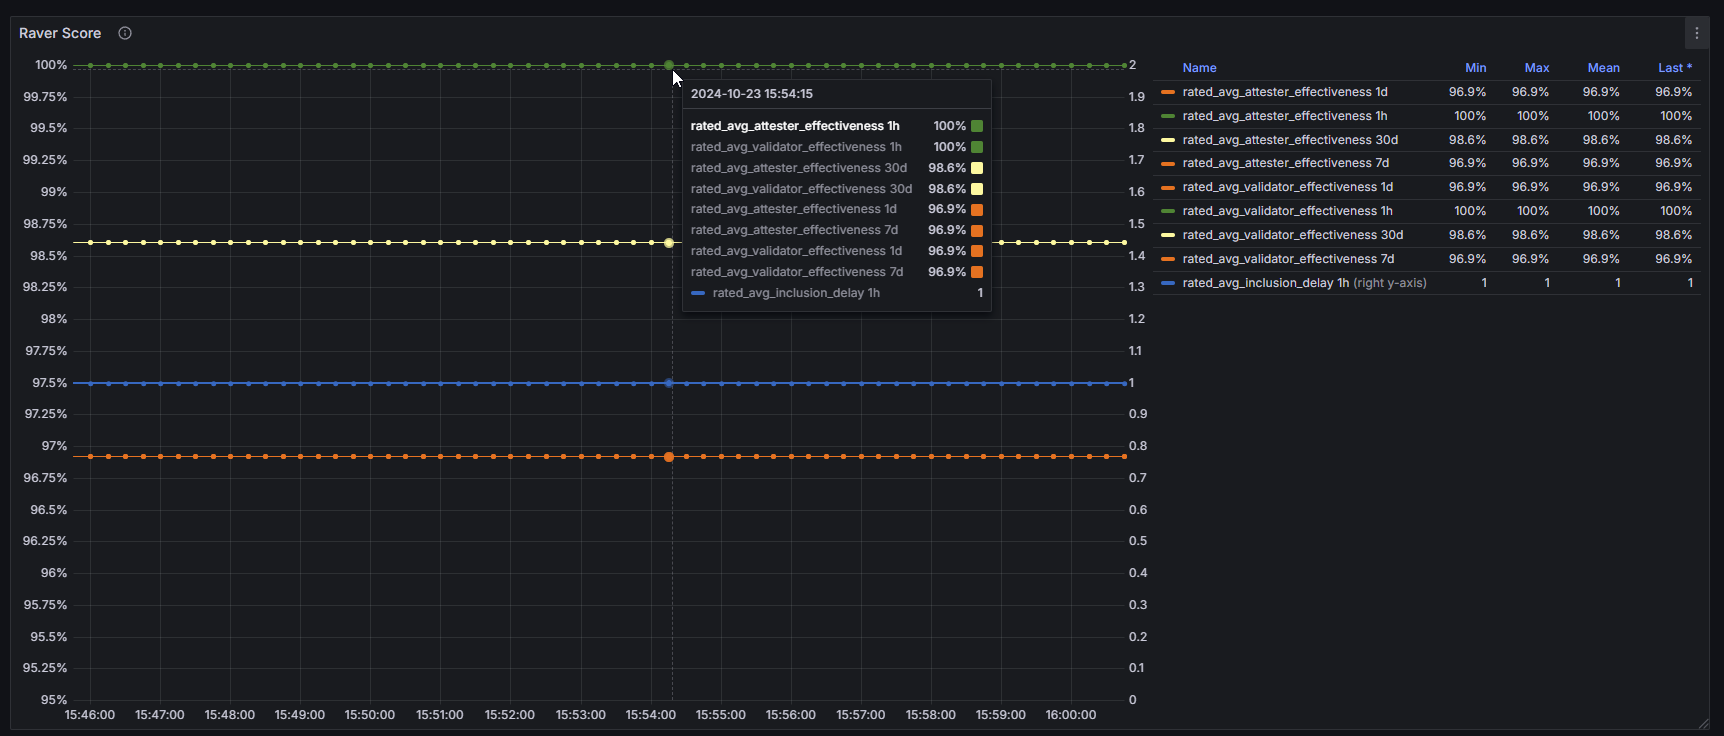 Raver Score
100%
99.75%
99.5%
99.25%
99%
98.75%
98.5%
98.25%
98%
97.75%
97.5%
97.25%
97%
96.75%
96.5%
96.25%
96%
95.75%
95.5%
95.25%
95%
2
1.9
1.8
1.7
1.6
1.5
1.4
1.3
1.2
1.1
1
0.9
0.8
0.7
0.6
0.5
0.4
0.3
0.2
0.1
0
15:46:00 15:47:00 15:48:00 15:49:00 15:50:00 15:51:00 15:52:00 15:53:00 15:54:00 15:55:00 15:56:00 15:57:00 15:58:00 15:59:00 16:00:00
2024-10-23 15:54:15
rated_avg_attester_effectiveness 1h 100%
rated_avg_validator_effectiveness 1h 100%
rated_avg_attester_effectiveness 30d 98.6%
rated_avg_validator_effectiveness 30d 98.6%
rated_avg_attester_effectiveness 1d 96.9%
rated_avg_attester_effectiveness 7d 96.9%
rated_avg_validator_effectiveness 1d 96.9%
rated_avg_validator_effectiveness 7d 96.9%
rated_avg_inclusion_delay 1h 1
Name Min Max Mean Last *
rated_avg_attester_effectiveness 1d 96.9% 96.9% 96.9% 96.9%
rated_avg_attester_effectiveness 1h 100% 100% 100% 100%
rated_avg_attester_effectiveness 30d 98.6% 98.6% 98.6% 98.6%
rated_avg_attester_effectiveness 7d 96.9% 96.9% 96.9% 96.9%
rated_avg_validator_effectiveness 1d 96.9% 96.9% 96.9% 96.9%
rated_avg_validator_effectiveness 1h 100% 100% 100% 100%
rated_avg_validator_effectiveness 30d 98.6% 98.6% 98.6% 98.6%
rated_avg_validator_effectiveness 7d 96.9% 96.9% 96.9% 96.9%
rated_avg_inclusion_delay 1h (right y-axis) 1 1 1 1